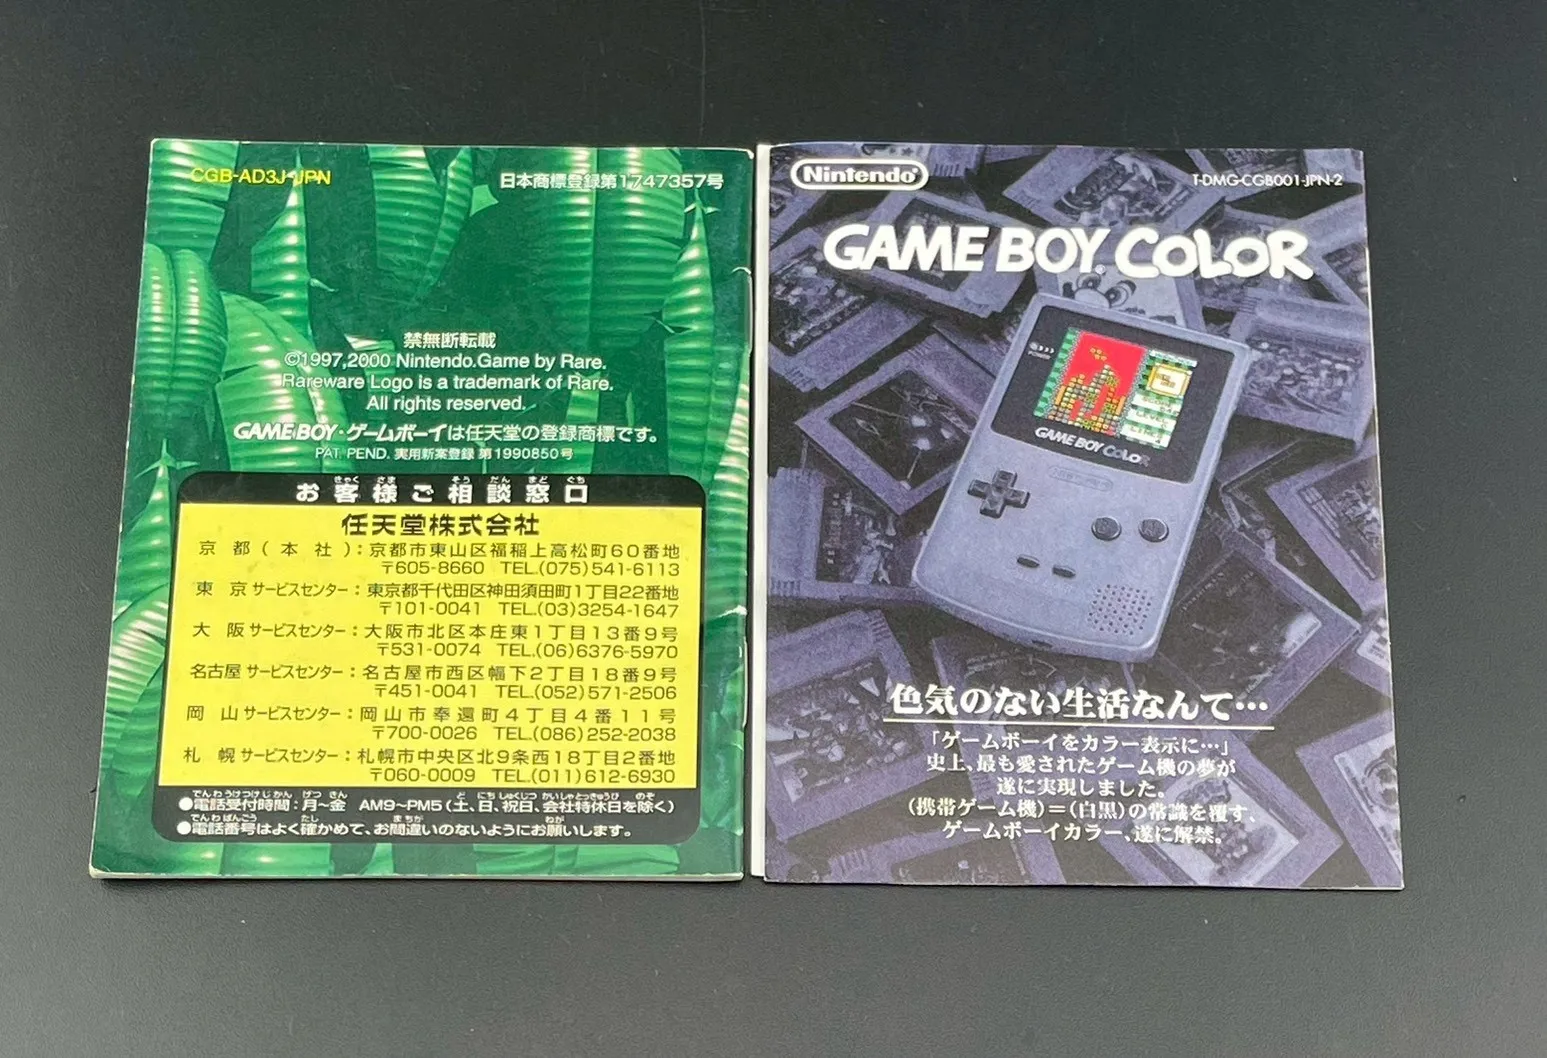 CGB-AD3J-JPN
日本商標登録第1747357号
禁無断転載
©1997,2000 Nintendo.Game by Rare.
Rareware Logo is a trademark of Rare.
All rights reserved.
GAME BOY・ゲームボーイは任天堂の登録商標です。
PAT. PEND. 実用新案登録 第1990850号
お客様ご相談窓口
任天堂株式会社
京都(本社):京都市東山区福稲上高松町60番地
〒605-8660 TEL.(075)541-6113
東京サービスセンター:東京都千代田区神田須田町1丁目22番地
〒101-0041 TEL.(03)3254-1647
大阪サービスセンター:大阪市北区本庄東1丁目13番9号
〒531-0074 TEL.(06)6376-5970
名古屋サービスセンター:名古屋市西区幅下2丁目18番9号
〒451-0041 TEL.(052)571-2506
岡山サービスセンター:岡山市奉還町4丁目4番11号
〒700-0026 TEL.(086)252-2038
札幌サービスセンター:札幌市中央区北9条西18丁目2番地
〒060-0009 TEL.(011)612-6930
●電話受付時間:月~金 AM9~PM5(土、日、祝日、会社特休日を除く)
●電話番号はよく確かめて、お間違いのないようにお願いします。
Nintendo
T-DMG-CGB001-JPN-2
GAME BOY COLOR
POWER
GAME BOY COLOR
Nintendo
色気のない生活なんて…
「ゲームボーイをカラー表示に…」
史上、最も愛されたゲーム機の夢が
遂に実現しました。
(携帯ゲーム機)=(白黒)の常識を覆す、
ゲームボーイカラー、遂に解禁。